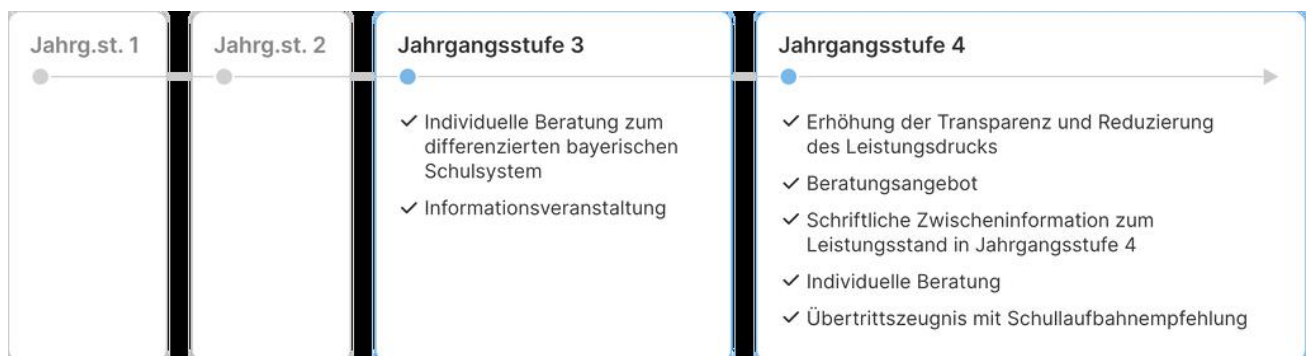 Jahrg.st. 1
Jahrg.st. 2
Jahrgangsstufe 3
Individuelle Beratung zum
differenzierten bayerischen
Schulsystem
Informationsveranstaltung
Jahrgangsstufe 4
Erhöhung der Transparenz und Reduzierung
des Leistungsdrucks
Beratungsangebot
Schriftliche Zwischeninformation zum
Leistungsstand in Jahrgangsstufe 4
Individuelle Beratung
Übertrittszeugnis mit Schullaufbahnempfehlung